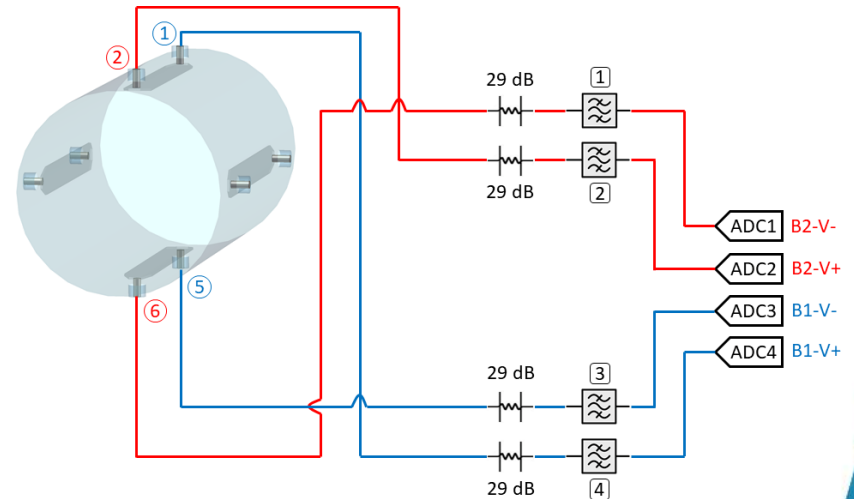 ①
②
29 dB
1
29 dB
2
ADC1 B2-V-
ADC2 B2-V+
ADC3 B1-V-
ADC4 B1-V+
⑤
⑥
29 dB
3
29 dB
4